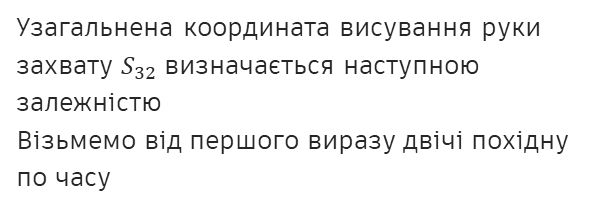 Узагальнена координата висування руки
захвату S₃₂ визначається наступною
залежністю
Візьмемо від першого виразу двічі похідну
по часу